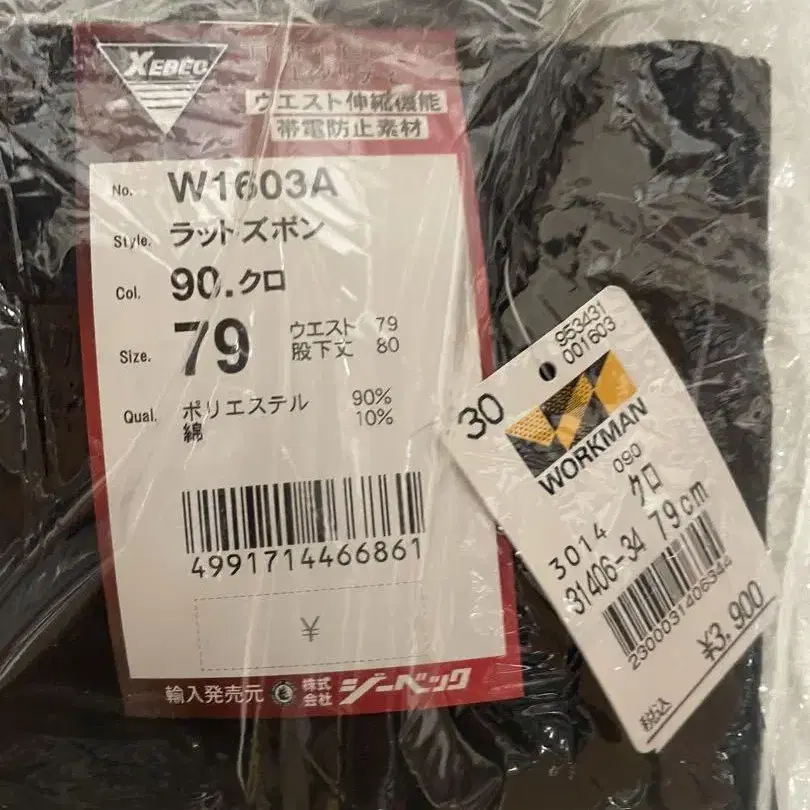 XEBEC
ウエスト伸縮機能
帯電防止素材
No. W1603A
Style. ラットズボン
Col. 90.クロ
Size. 79 ウエスト 79
股下丈 80
Qual. ポリエステル 90%
綿 10%
4991714466861
¥
輸入発売元 株式会社 ジーベック
953431
001603
30
WORKMAN
090
クロ
3014
31406-34 79cm
2300031406344
¥3,900
税込